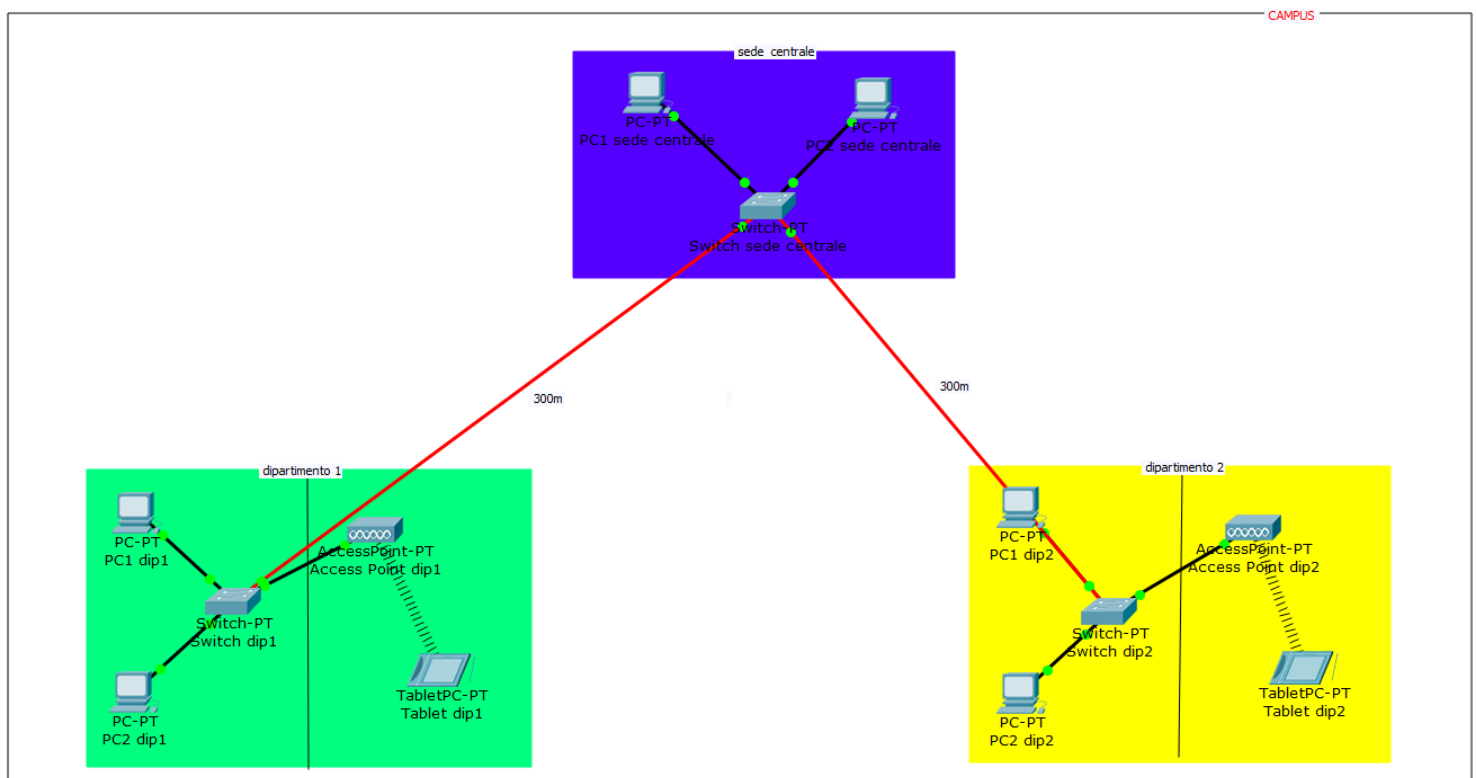 CAMPUS
sede centrale
PC-PT
PC1 sede centrale
PC-PT
PC2 sede centrale
Switch-PT
Switch sede centrale
300m
300m
dipartimento 1
PC-PT
PC1 dip1
AccessPoint-PT
Access Point dip1
Switch-PT
Switch dip1
PC-PT
PC2 dip1
TabletPC-PT
Tablet dip1
dipartimento 2
PC-PT
PC1 dip2
AccessPoint-PT
Access Point dip2
Switch-PT
Switch dip2
PC-PT
PC2 dip2
TabletPC-PT
Tablet dip2